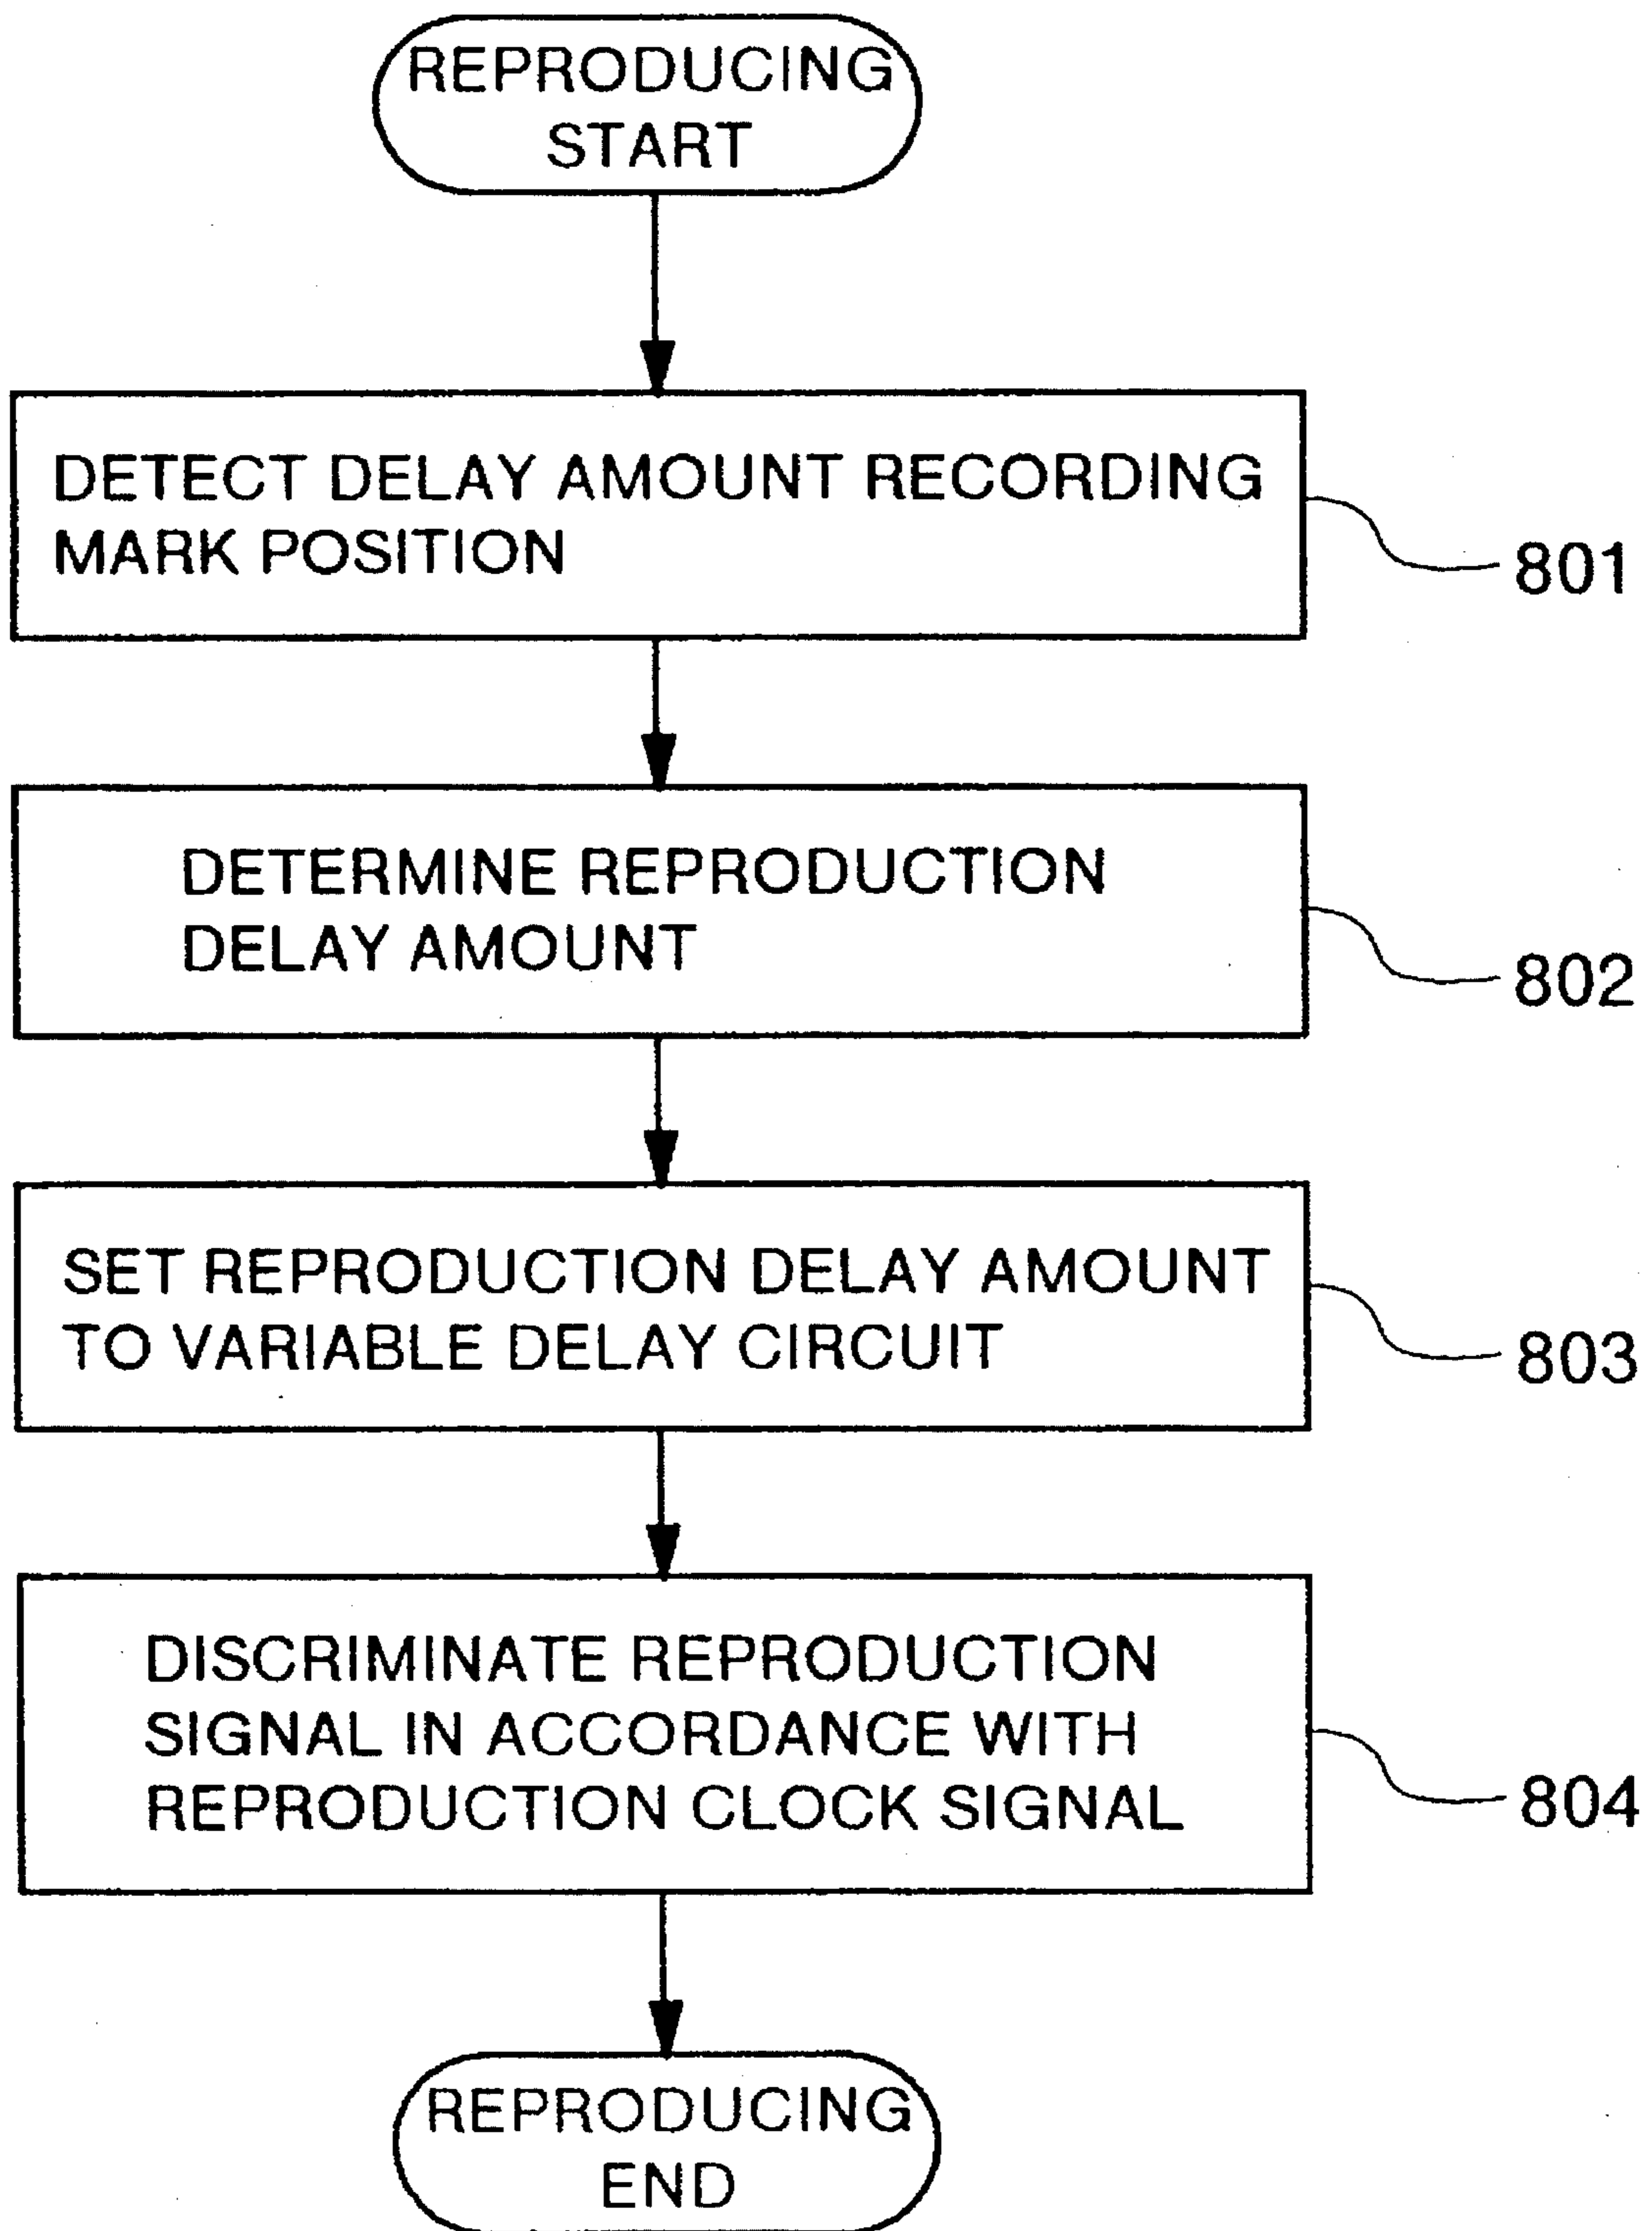 REPRODUCING
START
DETECT DELAY AMOUNT RECORDING
MARK POSITION
801
DETERMINE REPRODUCTION
DELAY AMOUNT
802
SET REPRODUCTION DELAY AMOUNT
TO VARIABLE DELAY CIRCUIT
803
DISCRIMINATE REPRODUCTION
SIGNAL IN ACCORDANCE WITH
REPRODUCTION CLOCK SIGNAL
804
REPRODUCING
END